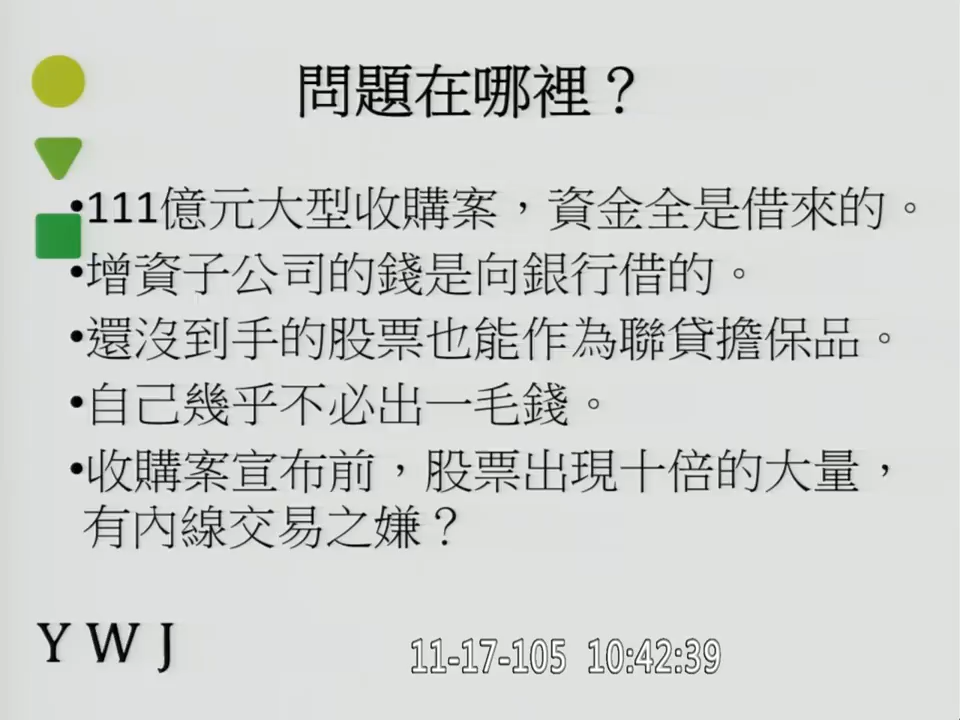 問題在哪裡？
•111億元大型收購案，資金全是借來的。
•增資子公司的錢是向銀行借的。
•還沒到手的股票也能作為聯貸擔保品。
•自己幾乎不必出一毛錢。
•收購案宣布前，股票出現十倍的大量，
有內線交易之嫌？
Y W J
11-17-105 10:42:39